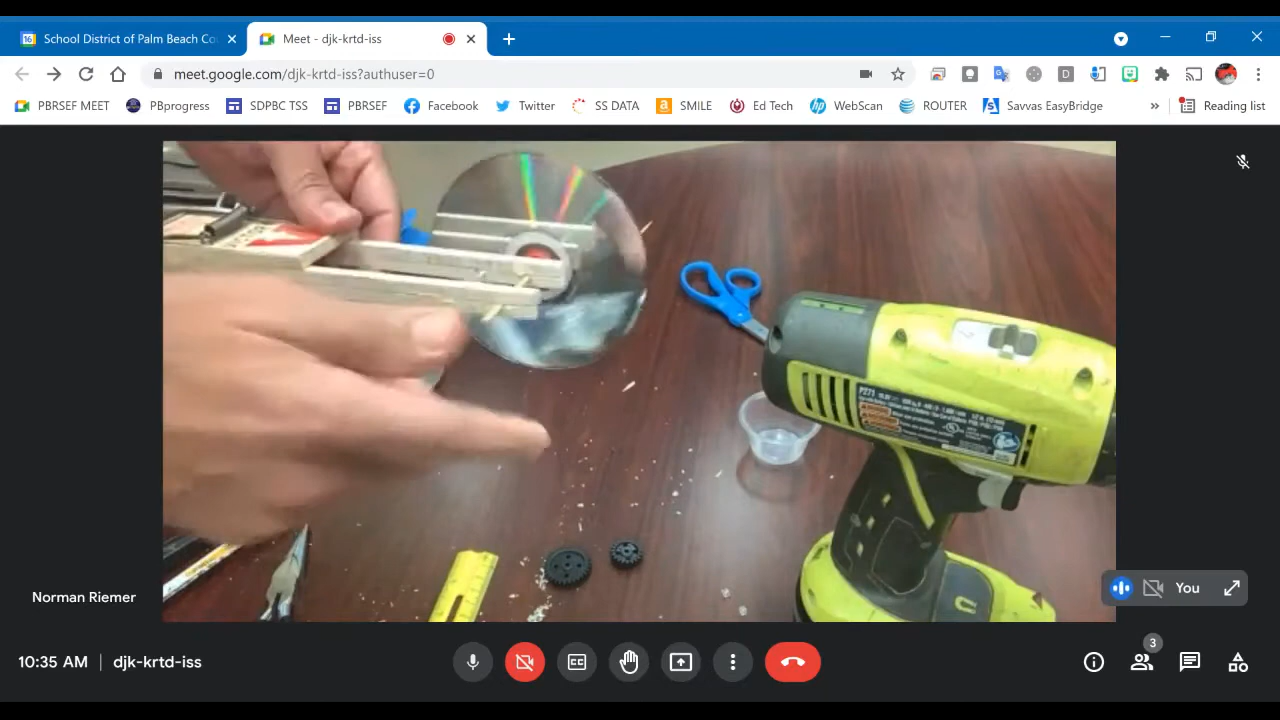 School District of Palm Beach Cou
Meet - djk-krtd-iss
meet.google.com/djk-krtd-iss?authuser=0
PBRSEF MEET
PBprogress
SDPBC TSS
PBRSEF
Facebook
Twitter
SS DATA
SMILE
Ed Tech
WebScan
ROUTER
Savvas EasyBridge
»
Reading list
P271
Norman Riemer
You
10:35 AM
djk-krtd-iss
3